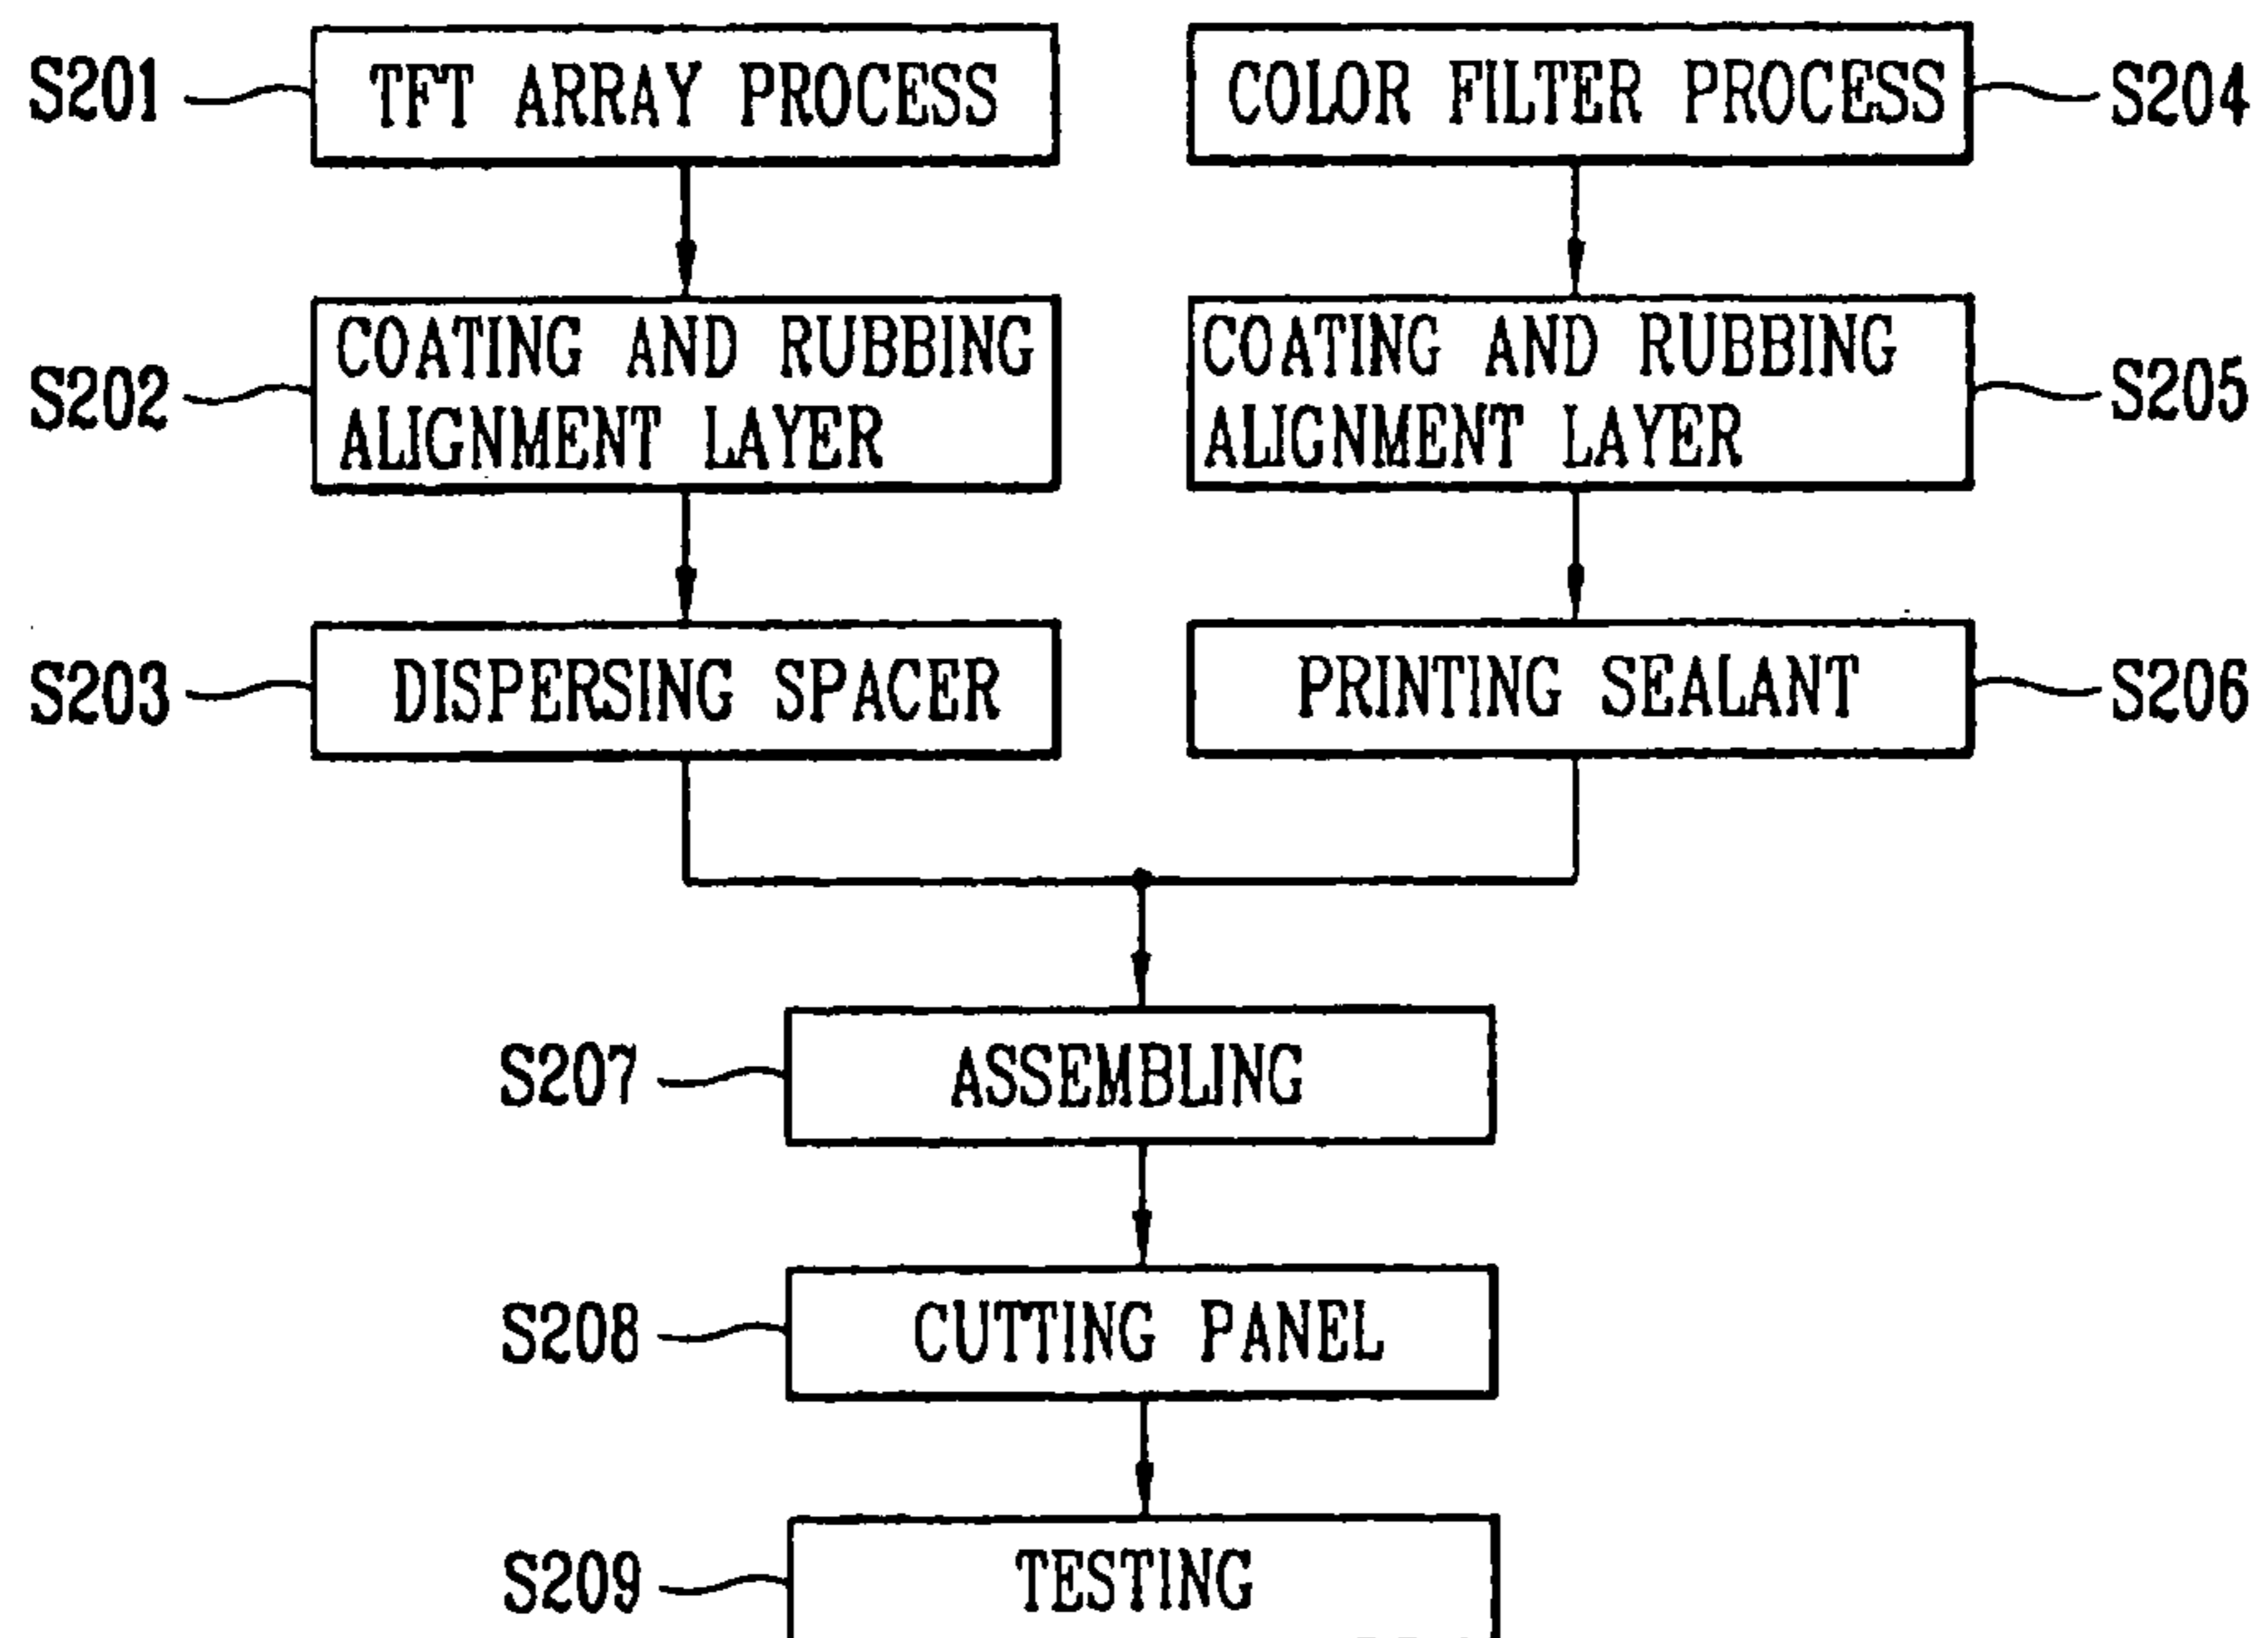 S201
TFT ARRAY PROCESS
COLOR FILTER PROCESS
S204
S202
COATING AND RUBBING
ALIGNMENT LAYER
COATING AND RUBBING
ALIGNMENT LAYER
S205
S203
DISPERSING SPACER
PRINTING SEALANT
S206
S207
ASSEMBLING
S208
CUTTING PANEL
S209
TESTING